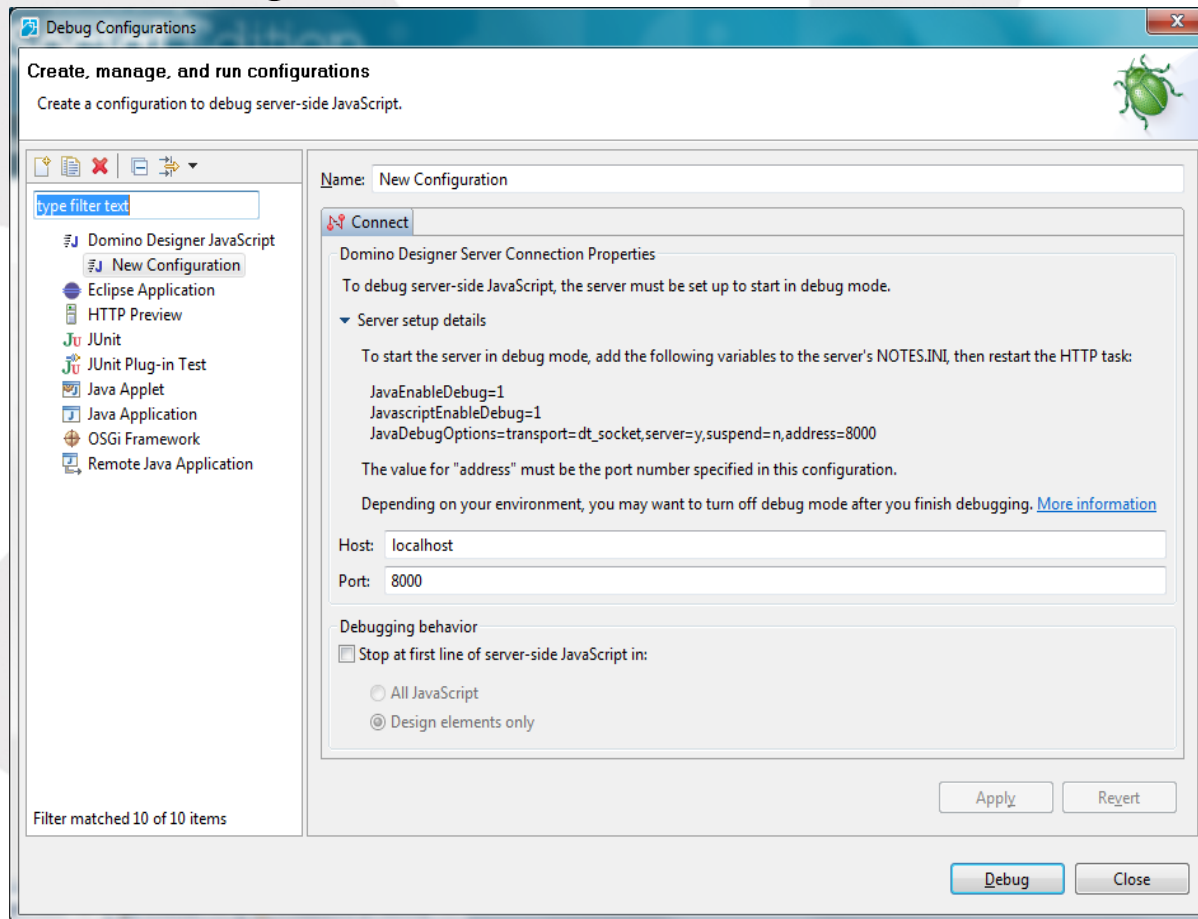 Debug Configurations
x
Create, manage, and run configurations
Create a configuration to debug server-side JavaScript.
type filter text
Domino Designer JavaScript
New Configuration
Eclipse Application
HTTP Preview
JUnit
JUnit Plug-in Test
Java Applet
Java Application
OSGi Framework
Remote Java Application
Filter matched 10 of 10 items
Name: New Configuration
Connect
Domino Designer Server Connection Properties
To debug server-side JavaScript, the server must be set up to start in debug mode.
Server setup details
To start the server in debug mode, add the following variables to the server's NOTES.INI, then restart the HTTP task:
JavaEnableDebug=1
JavascriptEnableDebug=1
JavaDebugOptions=transport=dt_socket,server=y,suspend=n,address=8000
The value for "address" must be the port number specified in this configuration.
Depending on your environment, you may want to turn off debug mode after you finish debugging. More information
Host: localhost
Port: 8000
Debugging behavior
Stop at first line of server-side JavaScript in:
All JavaScript
Design elements only
Apply Revert
Debug Close